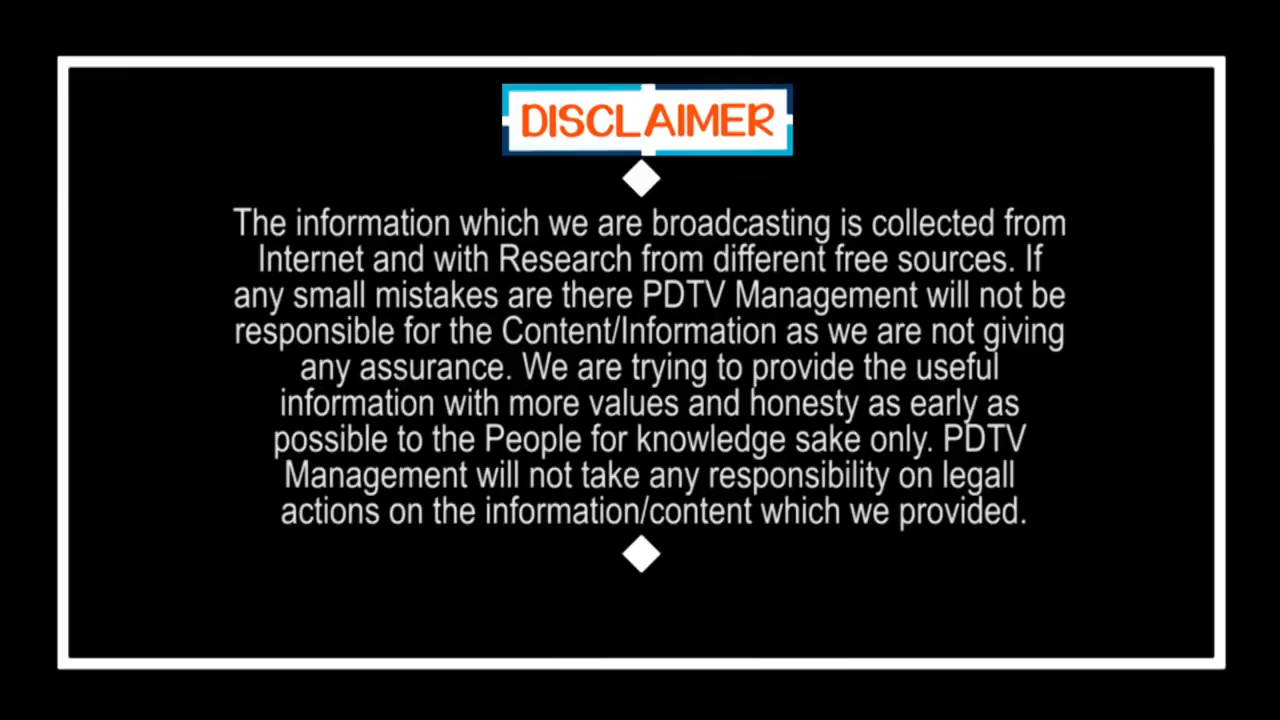 DISCLAIMER
The information which we are broadcasting is collected from
Internet and with Research from different free sources. If
any small mistakes are there PDTV Management will not be
responsible for the Content/Information as we are not giving
any assurance. We are trying to provide the useful
information with more values and honesty as early as
possible to the People for knowledge sake only. PDTV
Management will not take any responsibility on legall
actions on the information/content which we provided.